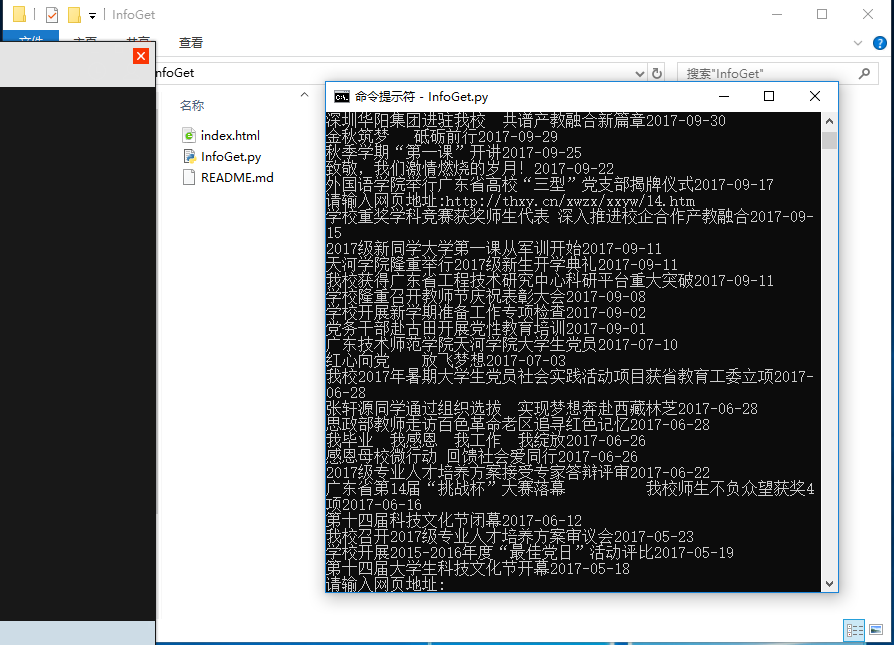 InfoGet
文件 主页 共享 查看
nfoGet
搜索"InfoGet"
名称
index.html
InfoGet.py
README.md
命令提示符 - InfoGet.py
深圳华阳集团进驻我校　共谱产教融合新篇章2017-09-30
金秋筑梦　 砥砺前行2017-09-29
秋季学期“第一课”开讲2017-09-25
致敬，我们激情燃烧的岁月！2017-09-22
外国语学院举行广东省高校“三型”党支部揭牌仪式2017-09-17
请输入网页地址:http://thxy.cn/xwzx/xxyw/14.htm
学校重奖学科竞赛获奖师生代表 深入推进校企合作产教融合2017-09-
15
2017级新同学大学第一课从军训开始2017-09-11
天河学院隆重举行2017级新生开学典礼2017-09-11
我校获得广东省工程技术研究中心科研平台重大突破2017-09-11
学校隆重召开教师节庆祝表彰大会2017-09-08
学校开展新学期准备工作专项检查2017-09-02
党务干部赴古田开展党性教育培训2017-09-01
广东技术师范学院天河学院大学生党员2017-07-10
红心向党　　放飞梦想2017-07-03
我校2017年暑期大学生党员社会实践活动项目获省教育工委立项2017-
06-28
张轩源同学通过组织选拔　实现梦想奔赴西藏林芝2017-06-28
思政部教师走访百色革命老区追寻红色记忆2017-06-28
我毕业　我感恩　我工作　我绽放2017-06-26
感恩母校微行动 回馈社会爱同行2017-06-26
2017级专业人才培养方案接受专家答辩评审2017-06-22
广东省第14届“挑战杯”大赛落幕　　　　　我校师生不负众望获奖4
项2017-06-16
第十四届科技文化节闭幕2017-06-12
我校召开2017级专业人才培养方案审议会2017-05-23
学校开展2015-2016年度“最佳党日”活动评比2017-05-19
第十四届大学生科技文化节开幕2017-05-18
请输入网页地址: